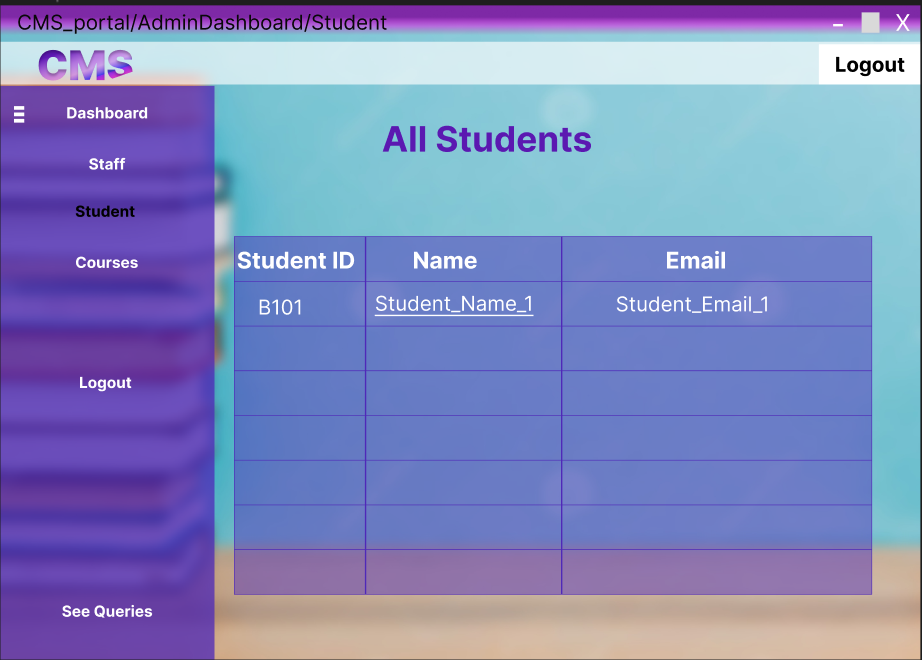 CMS_portal/AdminDashboard/Student
X
CMS
Logout
Dashboard
Staff
Student
Courses
Logout
See Queries
All Students
Student ID Name Email
B101 Student_Name_1 Student_Email_1